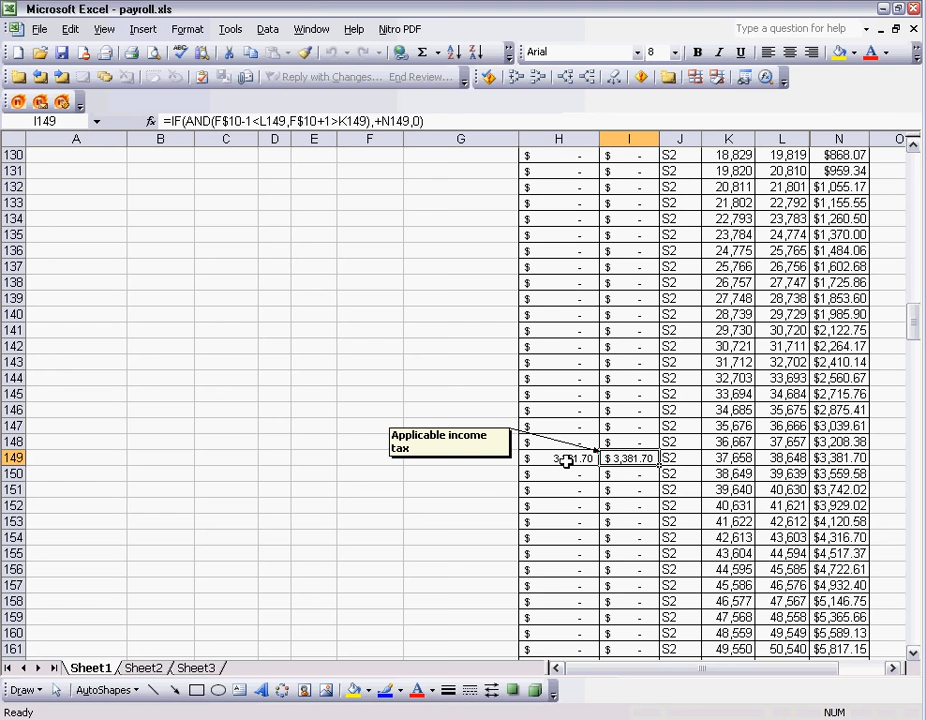 Microsoft Excel - payroll.xls
File Edit View Insert Format Tools Data Window Help Nitro PDF Type a question for help
Arial 8 B I U
Reply with Changes... End Review...
I149 fx =IF(AND(F$10-1<L149,F$10+1>K149),+N149,0)
A B C D E F G H I J K L M N O
130 $ - $ - S2 18,829 19,819 $868.07
131 $ - $ - S2 19,820 20,810 $959.34
132 $ - $ - S2 20,811 21,801 $1,055.17
133 $ - $ - S2 21,802 22,792 $1,155.55
134 $ - $ - S2 22,793 23,783 $1,260.50
135 $ - $ - S2 23,784 24,774 $1,370.00
136 $ - $ - S2 24,775 25,765 $1,484.06
137 $ - $ - S2 25,766 26,756 $1,602.68
138 $ - $ - S2 26,757 27,747 $1,725.86
139 $ - $ - S2 27,748 28,738 $1,853.60
140 $ - $ - S2 28,739 29,729 $1,985.90
141 $ - $ - S2 29,730 30,720 $2,122.75
142 $ - $ - S2 30,721 31,711 $2,264.17
143 $ - $ - S2 31,712 32,702 $2,410.14
144 $ - $ - S2 32,703 33,693 $2,560.67
145 $ - $ - S2 33,694 34,684 $2,715.76
146 $ - $ - S2 34,685 35,675 $2,875.41
147 $ - $ - S2 35,676 36,666 $3,039.61
148 $ - $ - S2 36,667 37,657 $3,208.38
Applicable income
tax
149 $ $ 3,381.70 S2 37,658 38,648 $3,381.70
150 $ - $ - S2 38,649 39,639 $3,559.58
151 $ - $ - S2 39,640 40,630 $3,742.02
152 $ - $ - S2 40,631 41,621 $3,929.02
153 $ - $ - S2 41,622 42,612 $4,120.58
154 $ - $ - S2 42,613 43,603 $4,316.70
155 $ - $ - S2 43,604 44,594 $4,517.37
156 $ - $ - S2 44,595 45,585 $4,722.61
157 $ - $ - S2 45,586 46,576 $4,932.40
158 $ - $ - S2 46,577 47,567 $5,146.75
159 $ - $ - S2 47,568 48,558 $5,365.66
160 $ - $ - S2 48,559 49,549 $5,589.13
161 $ - $ - S2 49,550 50,540 $5,817.15
Sheet1 Sheet2 Sheet3
Draw AutoShapes
Ready NUM